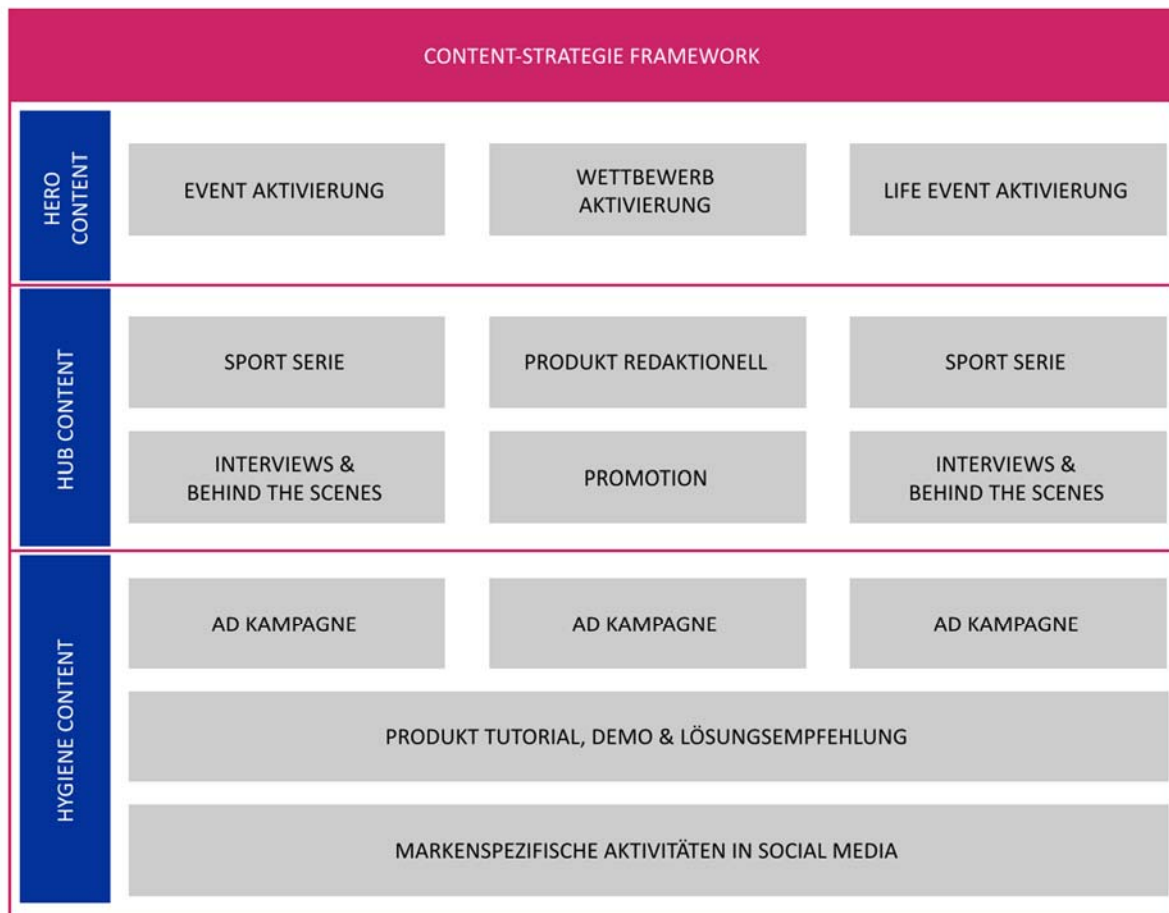 CONTENT-STRATEGIE FRAMEWORK
HERO
CONTENT
EVENT AKTIVIERUNG
WETTBEWERB
AKTIVIERUNG
LIFE EVENT AKTIVIERUNG
HUB CONTENT
SPORT SERIE
PRODUKT REDAKTIONELL
SPORT SERIE
INTERVIEWS &
BEHIND THE SCENES
PROMOTION
INTERVIEWS &
BEHIND THE SCENES
HYGIENE CONTENT
AD KAMPAGNE
AD KAMPAGNE
AD KAMPAGNE
PRODUKT TUTORIAL, DEMO & LÖSUNGSEMPFEHLUNG
MARKENSPEZIFISCHE AKTIVITÄTEN IN SOCIAL MEDIA